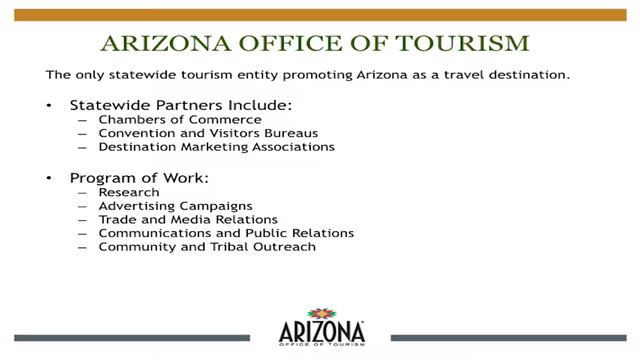 ARIZONA OFFICE OF TOURISM
The only statewide tourism entity promoting Arizona as a travel destination.
• Statewide Partners Include:
– Chambers of Commerce
– Convention and Visitors Bureaus
– Destination Marketing Associations
• Program of Work:
– Research
– Advertising Campaigns
– Trade and Media Relations
– Communications and Public Relations
– Community and Tribal Outreach
ARIZONA
OFFICE OF TOURISM